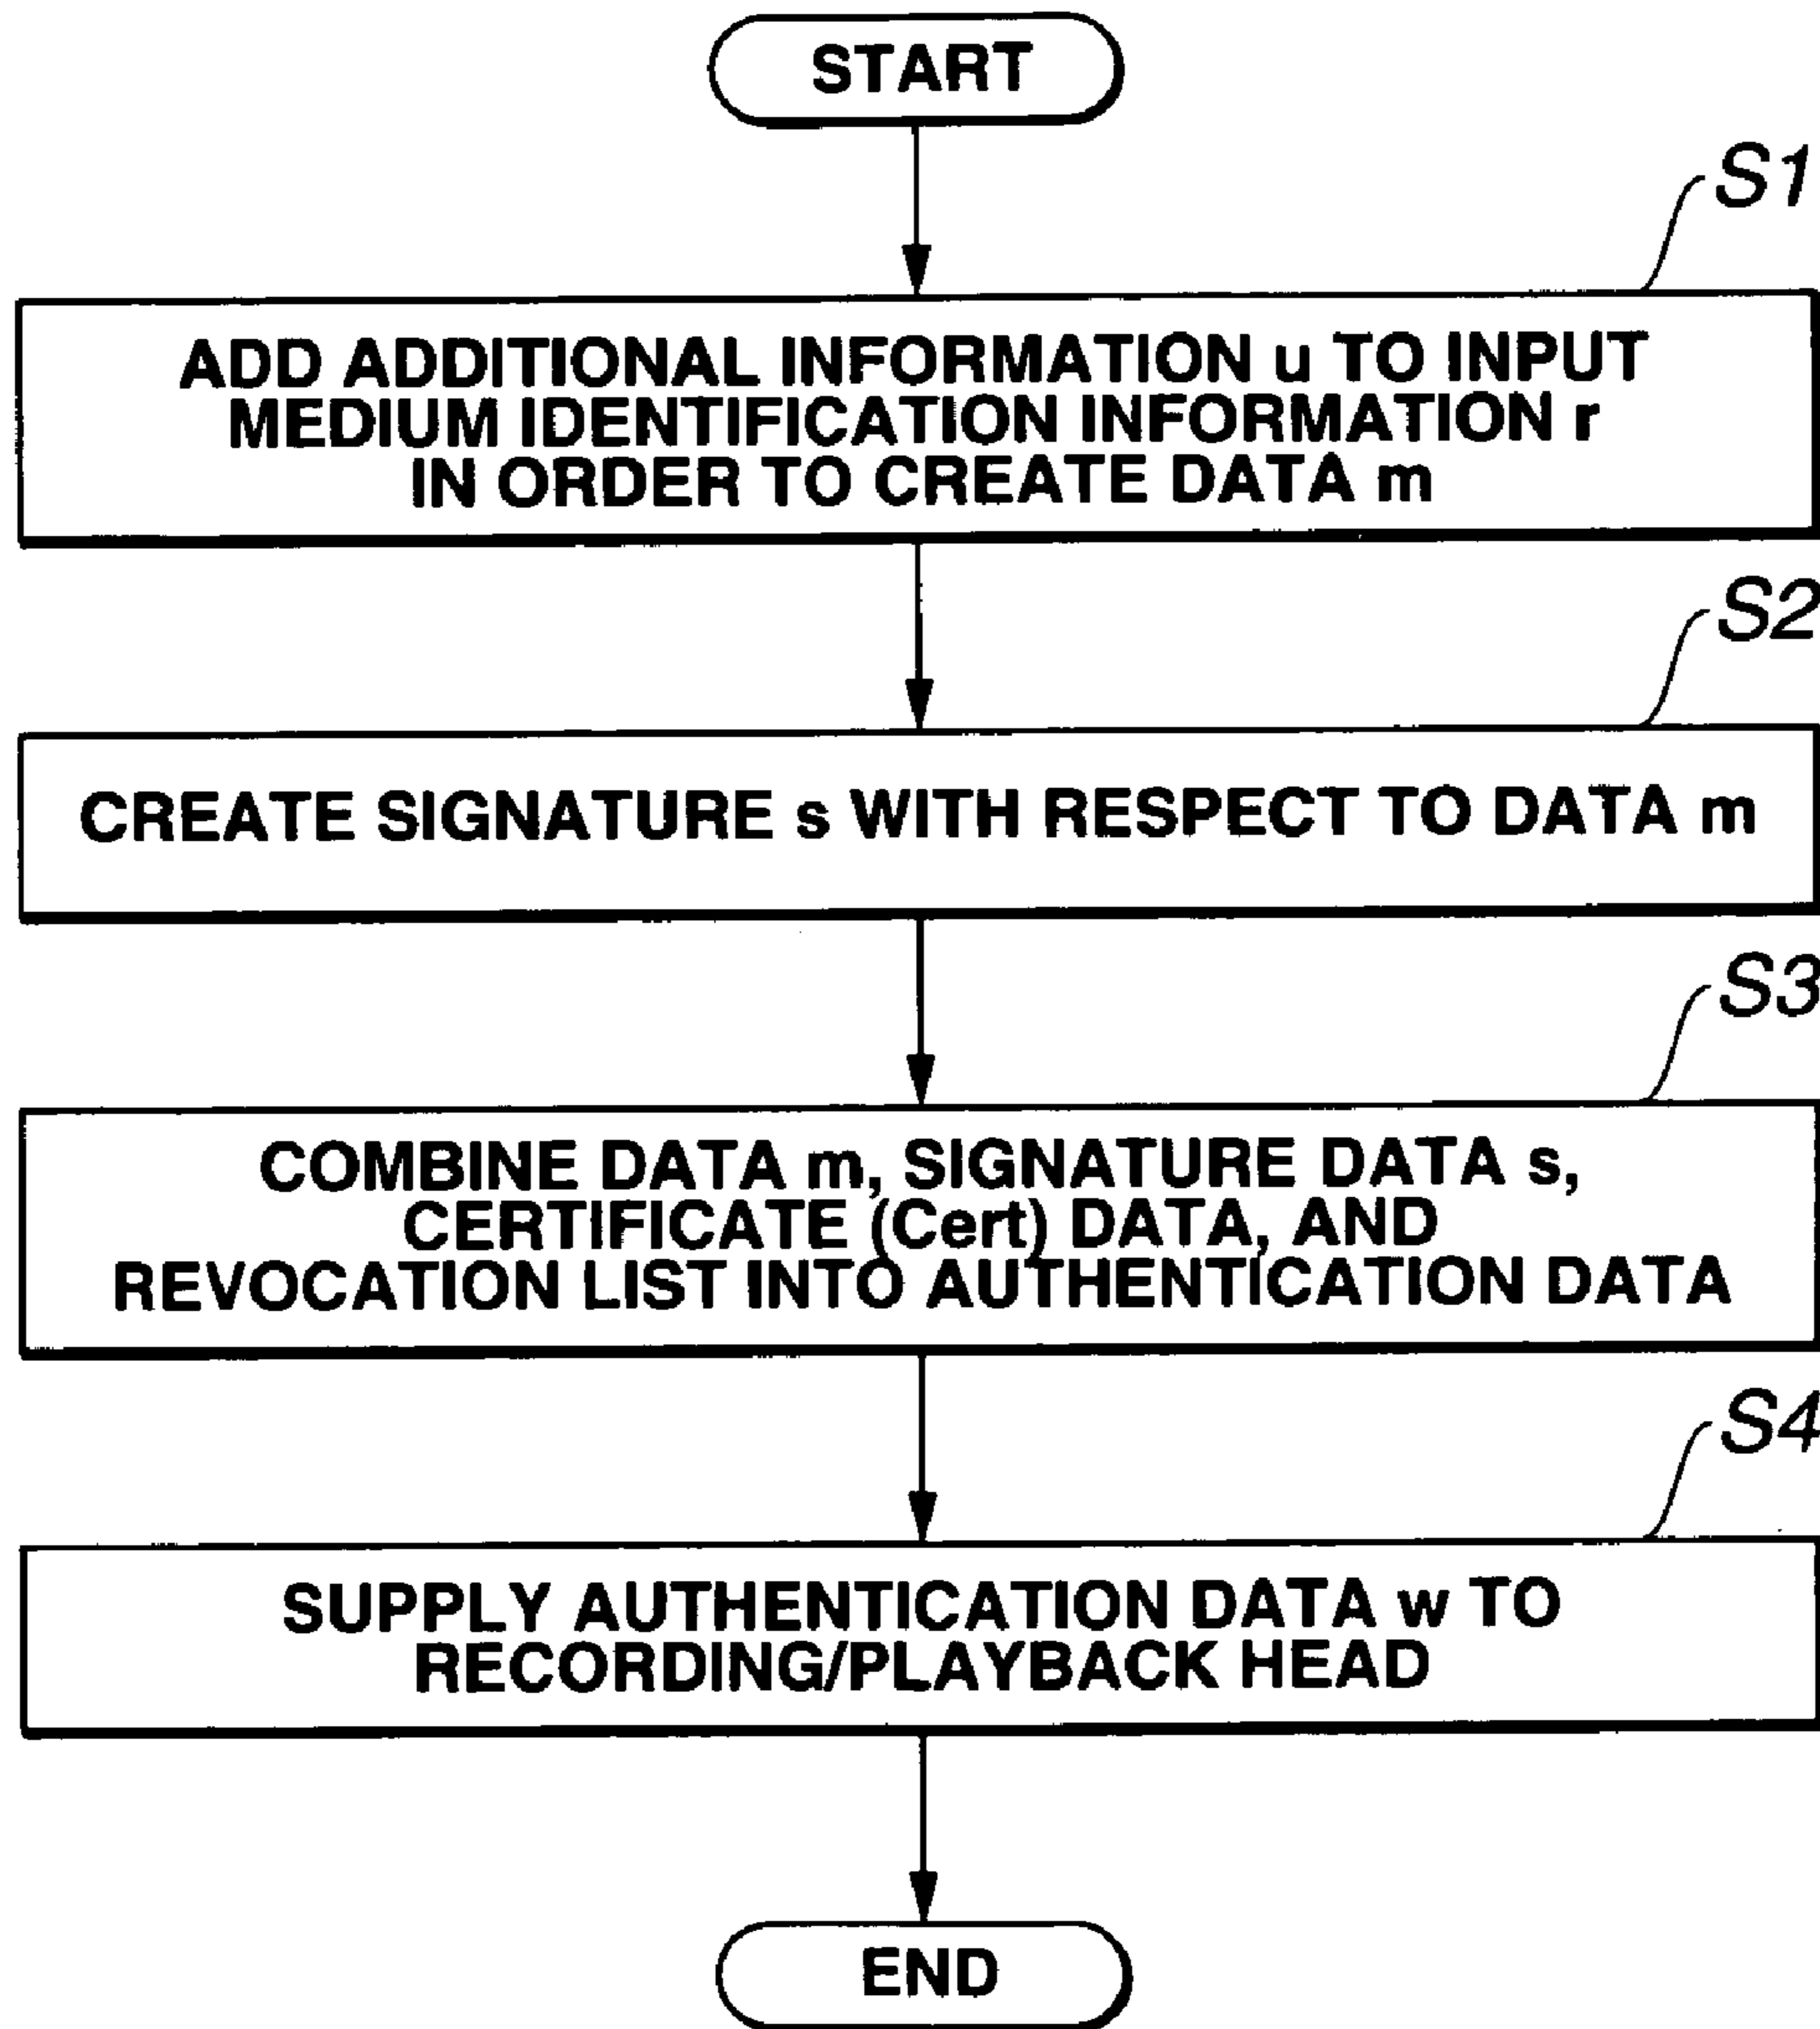 START
S1
ADD ADDITIONAL INFORMATION u TO INPUT
MEDIUM IDENTIFICATION INFORMATION r
IN ORDER TO CREATE DATA m
S2
CREATE SIGNATURE s WITH RESPECT TO DATA m
S3
COMBINE DATA m, SIGNATURE DATA s,
CERTIFICATE (Cert) DATA, AND
REVOCATION LIST INTO AUTHENTICATION DATA
S4
SUPPLY AUTHENTICATION DATA w TO
RECORDING/PLAYBACK HEAD
END